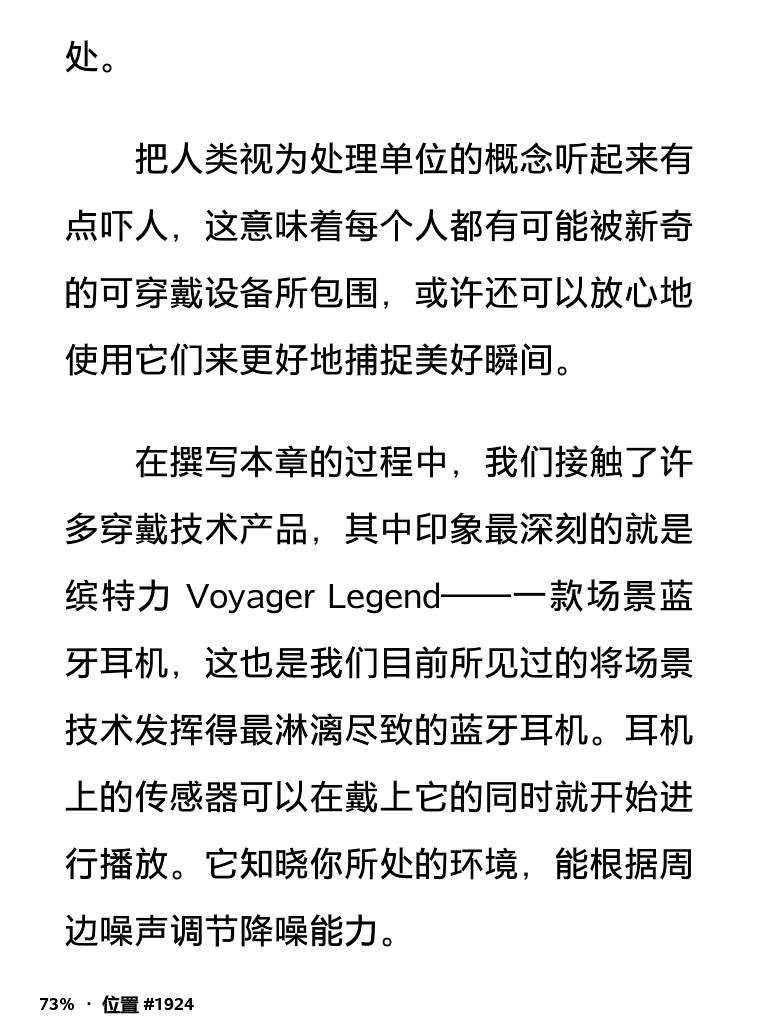 处。
把人类视为处理单位的概念听起来有
点吓人，这意味着每个人都有可能被新奇
的可穿戴设备所包围，或许还可以放心地
使用它们来更好地捕捉美好瞬间。
在撰写本章的过程中，我们接触了许
多穿戴技术产品，其中印象最深刻的就是
缤特力 Voyager Legend——一款场景蓝
牙耳机，这也是我们目前所见过的将场景
技术发挥得最淋漓尽致的蓝牙耳机。耳机
上的传感器可以在戴上它的同时就开始进
行播放。它知晓你所处的环境，能根据周
边噪声调节降噪能力。
73% · 位置 #1924